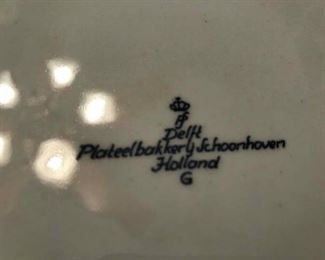 Delft
Plateelbakkerij Schoonhoven
Holland
G